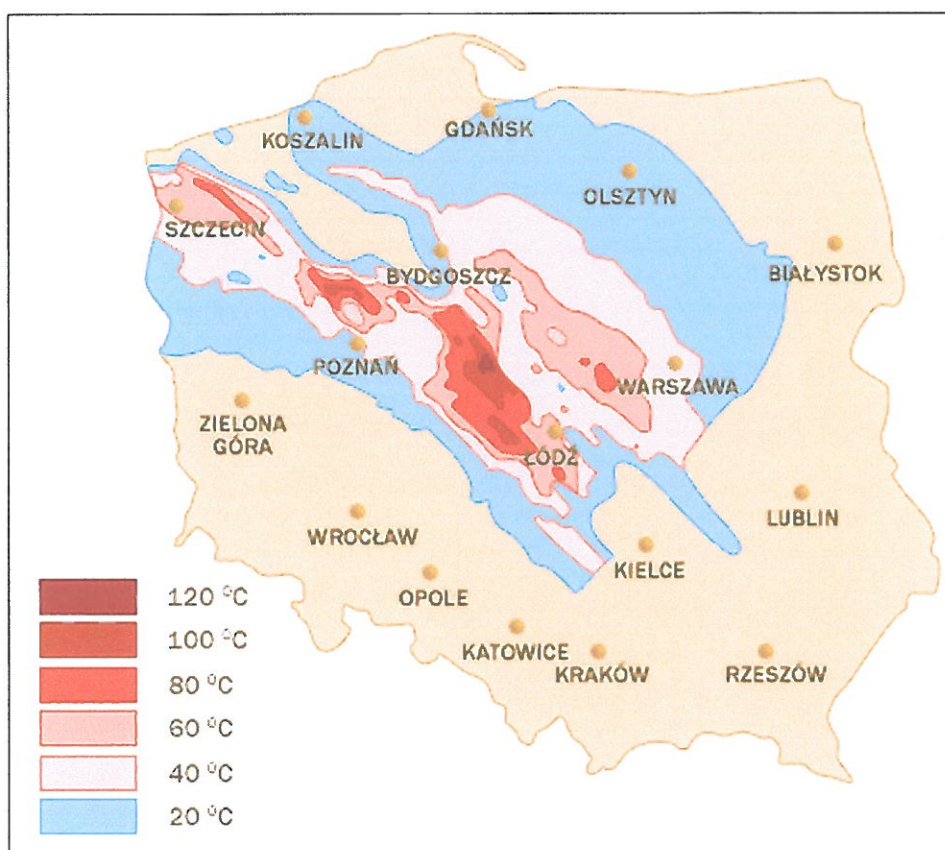 KOSZALIN
GDAŃSK
OLSZTYN
SZCZECIN
BYDGOSZCZ
BIAŁYSTOK
POZNAŃ
WARSZAWA
ZIELONA
GÓRA
ŁÓDŹ
LUBLIN
WROCŁAW
KIELCE
OPOLE
KATOWICE
KRAKÓW
RZESZÓW
120 °C
100 °C
80 °C
60 °C
40 °C
20 °C